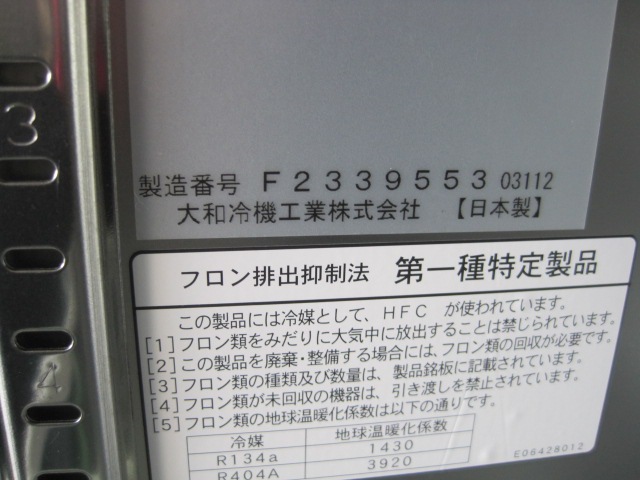 3
4
製造番号 F2339553 03112
大和冷機工業株式会社 【日本製】
フロン排出抑制法 第一種特定製品
この製品には冷媒として、HFC が使われています。
[1]フロン類をみだりに大気中に放出することは禁じられています。
[2]この製品を廃棄・整備する場合には、フロン類の回収が必要です。
[3]フロン類の種類及び数量は、製品銘板に記載されています。
[4]フロン類が未回収の機器は、引き渡しを禁止されています。
[5]フロン類の地球温暖化係数は以下の通りです。
冷媒 地球温暖化係数
R134a 1430
R404A 3920
E06428012